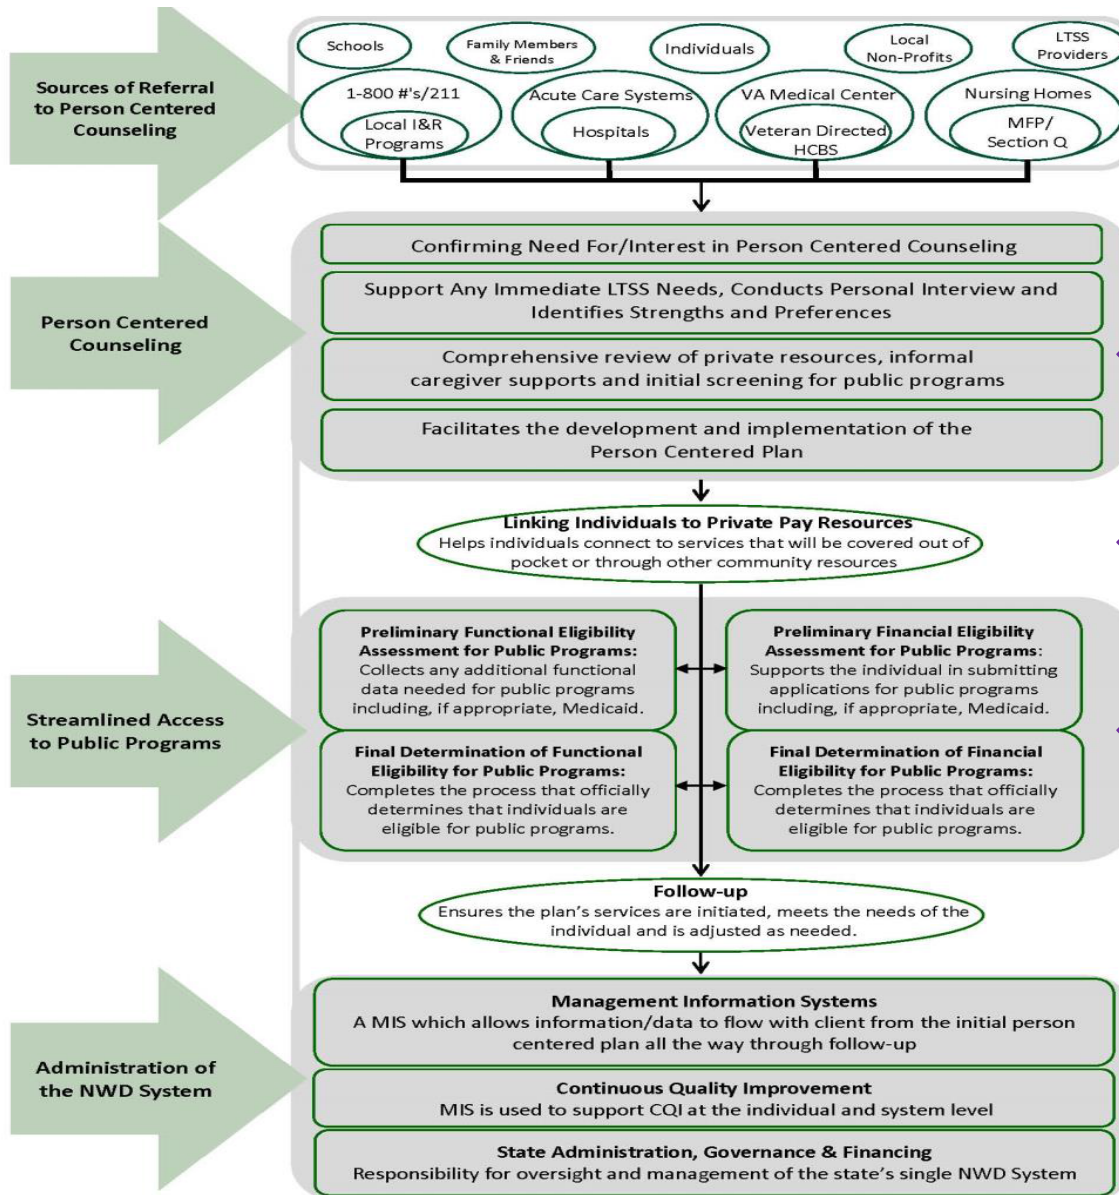 Sources of Referral
to Person Centered
Counseling
Schools
Family Members
& Friends
Individuals
Local
Non-Profits
LTSS
Providers
1-800 #'s/211
Local I&R
Programs
Acute Care Systems
Hospitals
VA Medical Center
Veteran Directed
HCBS
Nursing Homes
MFP/
Section Q
Person Centered
Counseling
Confirming Need For/Interest in Person Centered Counseling
Support Any Immediate LTSS Needs, Conducts Personal Interview and
Identifies Strengths and Preferences
Comprehensive review of private resources, informal
caregiver supports and initial screening for public programs
Facilitates the development and implementation of the
Person Centered Plan
Linking Individuals to Private Pay Resources
Helps individuals connect to services that will be covered out of
pocket or through other community resources
Streamlined Access
to Public Programs
Preliminary Functional Eligibility
Assessment for Public Programs:
Collects any additional functional
data needed for public programs
including, if appropriate, Medicaid.
Preliminary Financial Eligibility
Assessment for Public Programs:
Supports the individual in submitting
applications for public programs
including, if appropriate, Medicaid.
Final Determination of Functional
Eligibility for Public Programs:
Completes the process that officially
determines that individuals are
eligible for public programs.
Final Determination of Financial
Eligibility for Public Programs:
Completes the process that officially
determines that individuals are
eligible for public programs.
Follow-up
Ensures the plan's services are initiated, meets the needs of the
individual and is adjusted as needed.
Administration of
the NWD System
Management Information Systems
A MIS which allows information/data to flow with client from the initial person
centered plan all the way through follow-up
Continuous Quality Improvement
MIS is used to support CQI at the individual and system level
State Administration, Governance & Financing
Responsibility for oversight and management of the state's single NWD System